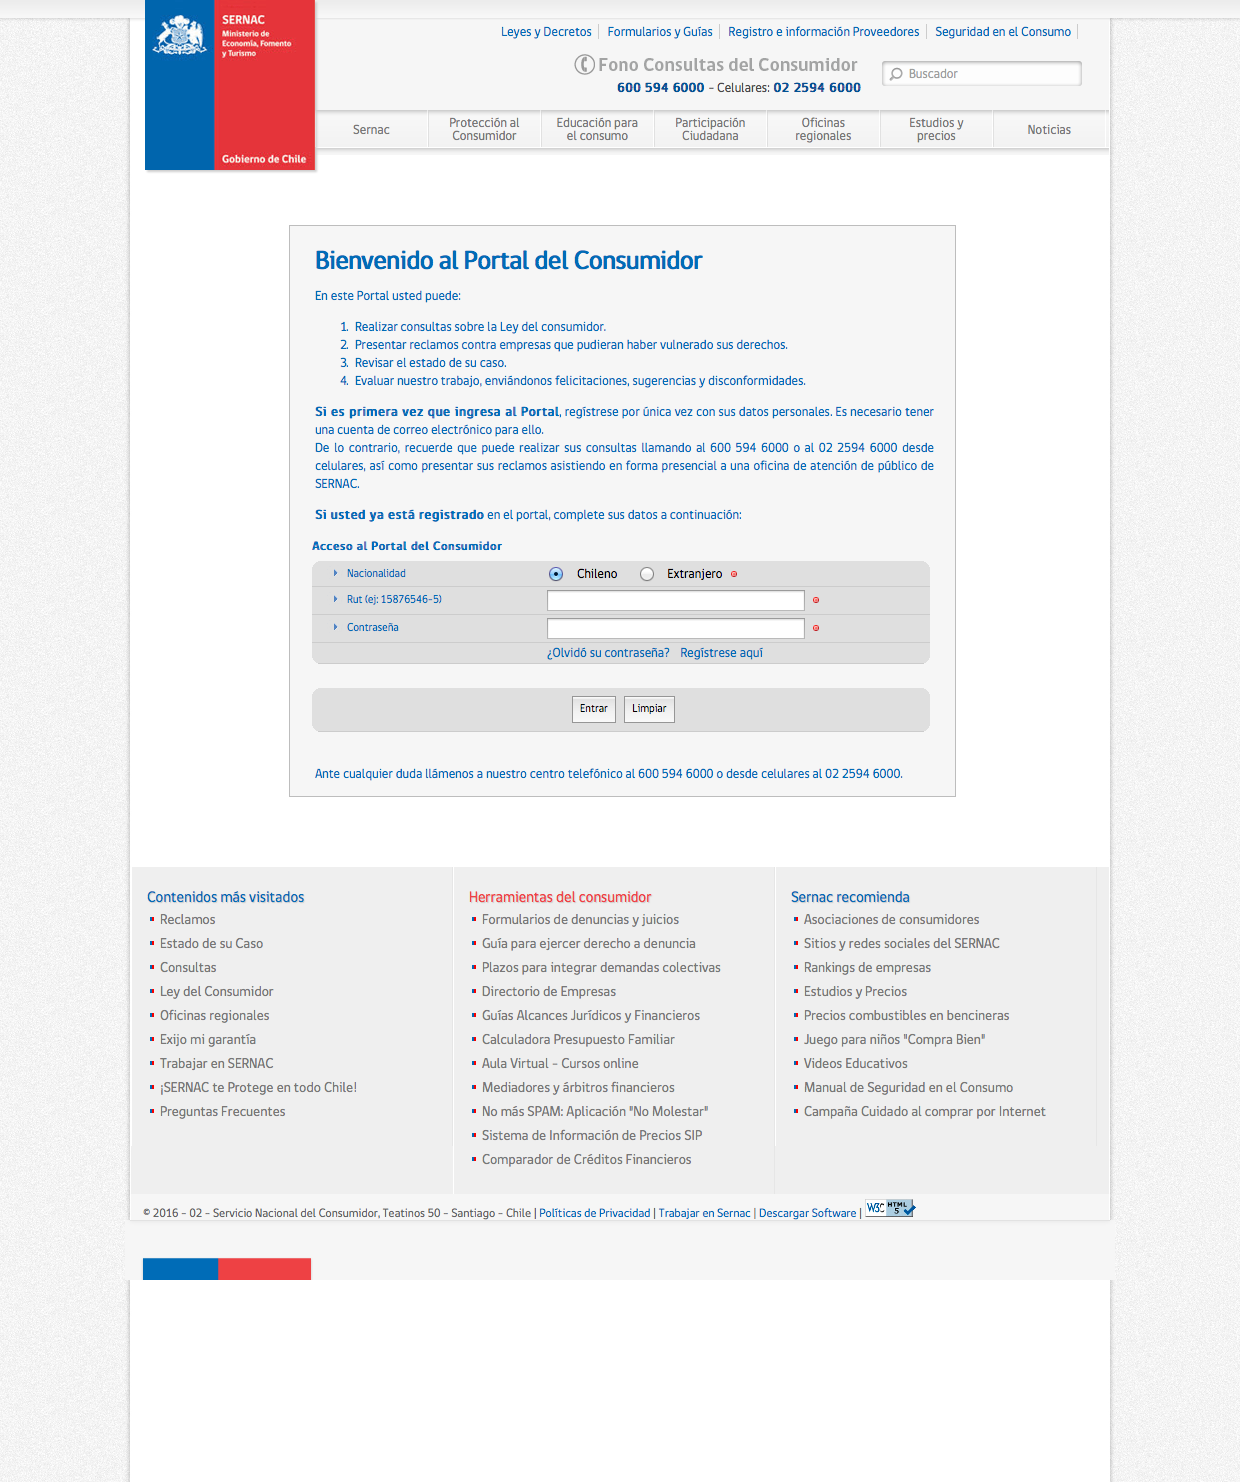 SERNAC
Ministerio de
Economía, Fomento
y Turismo
Gobierno de Chile
Leyes y Decretos
Formularios y Guías
Registro e información Proveedores
Seguridad en el Consumo
Fono Consultas del Consumidor
600 594 6000 - Celulares: 02 2594 6000
Buscador
Sernac
Protección al
Consumidor
Educación para
el consumo
Participación
Ciudadana
Oficinas
regionales
Estudios y
precios
Noticias
Bienvenido al Portal del Consumidor
En este Portal usted puede:
1. Realizar consultas sobre la Ley del consumidor.
2. Presentar reclamos contra empresas que pudieran haber vulnerado sus derechos.
3. Revisar el estado de su caso.
4. Evaluar nuestro trabajo, enviándonos felicitaciones, sugerencias y disconformidades.
Si es primera vez que ingresa al Portal, regístrese por única vez con sus datos personales. Es necesario tener
una cuenta de correo electrónico para ello.
De lo contrario, recuerde que puede realizar sus consultas llamando al 600 594 6000 o al 02 2594 6000 desde
celulares, así como presentar sus reclamos asistiendo en forma presencial a una oficina de atención de público de
SERNAC.
Si usted ya está registrado en el portal, complete sus datos a continuación:
Acceso al Portal del Consumidor
Nacionalidad
Chileno
Extranjero
Rut (ej: 15876546-5)
Contraseña
¿Olvidó su contraseña?
Regístrese aquí
Entrar
Limpiar
Ante cualquier duda llámenos a nuestro centro telefónico al 600 594 6000 o desde celulares al 02 2594 6000.
Contenidos más visitados
Reclamos
Estado de su Caso
Consultas
Ley del Consumidor
Oficinas regionales
Exijo mi garantía
Trabajar en SERNAC
¡SERNAC te Protege en todo Chile!
Preguntas Frecuentes
Herramientas del consumidor
Formularios de denuncias y juicios
Guía para ejercer derecho a denuncia
Plazos para integrar demandas colectivas
Directorio de Empresas
Guías Alcances Jurídicos y Financieros
Calculadora Presupuesto Familiar
Aula Virtual - Cursos online
Mediadores y árbitros financieros
No más SPAM: Aplicación "No Molestar"
Sistema de Información de Precios SIP
Comparador de Créditos Financieros
Sernac recomienda
Asociaciones de consumidores
Sitios y redes sociales del SERNAC
Rankings de empresas
Estudios y Precios
Precios combustibles en bencineras
Juego para niños "Compra Bien"
Videos Educativos
Manual de Seguridad en el Consumo
Campaña Cuidado al comprar por Internet
© 2016 - 02 - Servicio Nacional del Consumidor, Teatinos 50 - Santiago - Chile | Políticas de Privacidad | Trabajar en Sernac | Descargar Software |
W3C HTML 5